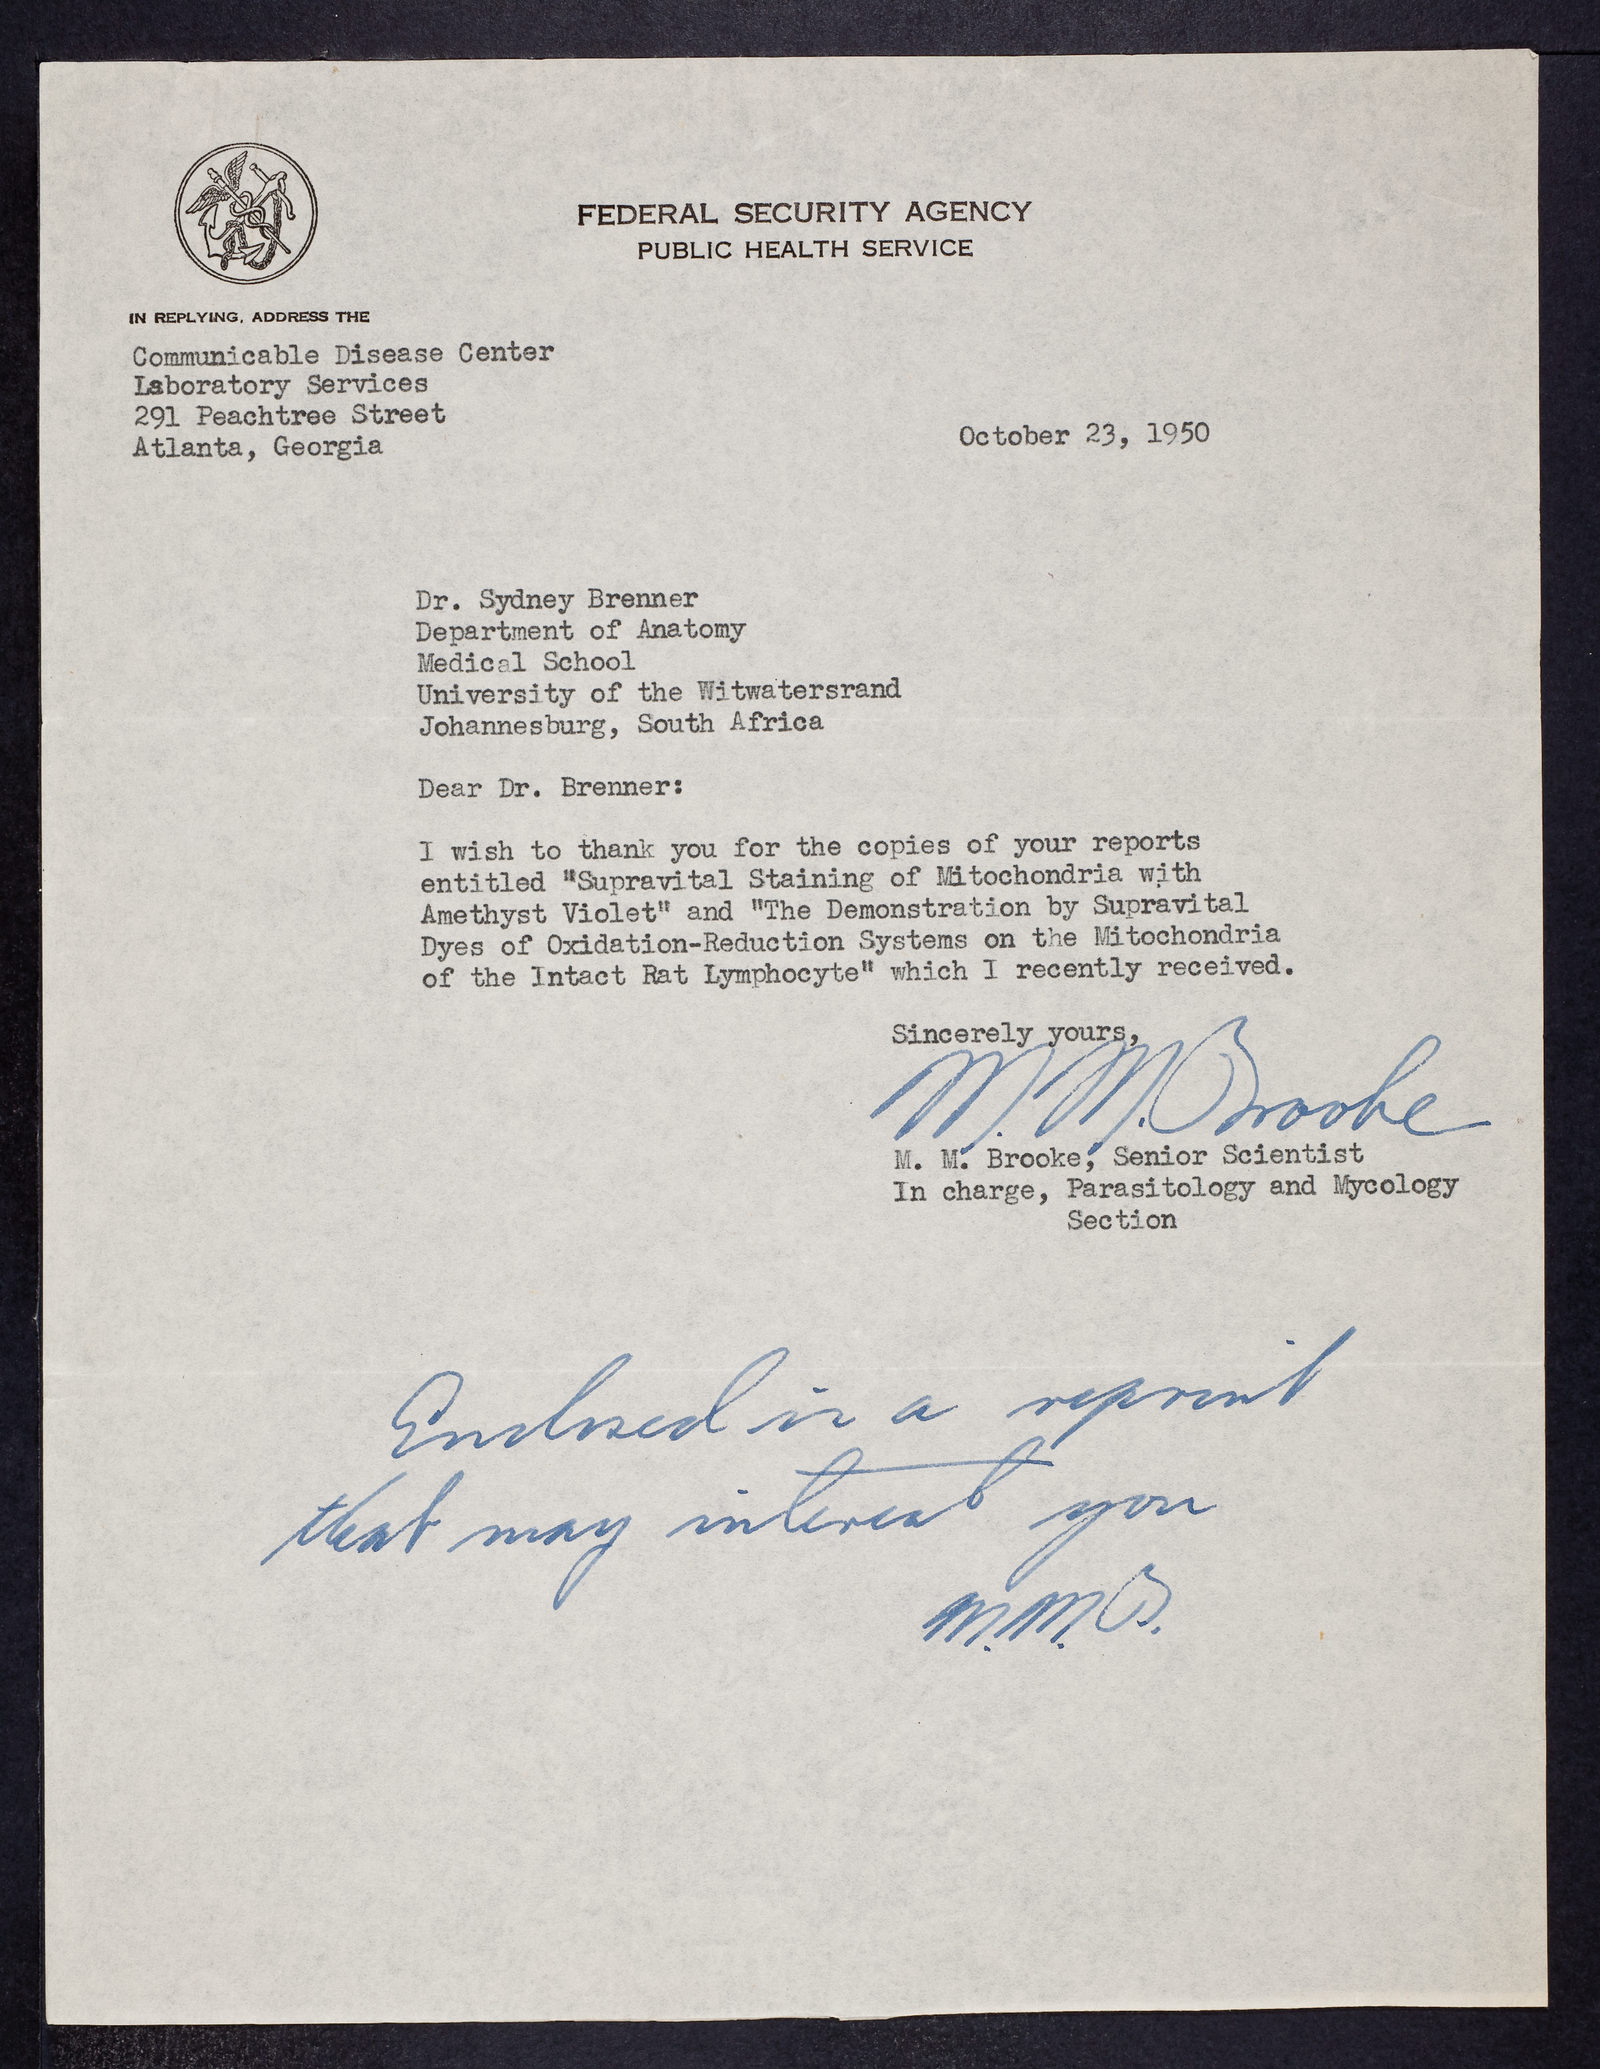 FEDERAL SECURITY AGENCY
PUBLIC HEALTH SERVICE
IN REPLYING, ADDRESS THE
Communicable Disease Center
Laboratory Services
291 Peachtree Street
Atlanta, Georgia
October 23, 1950
Dr. Sydney Brenner
Department of Anatomy
Medical School
University of the Witwatersrand
Johannesburg, South Africa
Dear Dr. Brenner:
I wish to thank you for the copies of your reports
entitled "Supravital Staining of Mitochondria with
Amethyst Violet" and "The Demonstration by Supravital
Dyes of Oxidation-Reduction Systems on the Mitochondria
of the Intact Rat Lymphocyte" which I recently received.
Sincerely yours,
M. M. Brooke
M. M. Brooke, Senior Scientist
In charge, Parasitology and Mycology
Section
Enclosed is a reprint
that may interest you
M.M.B.